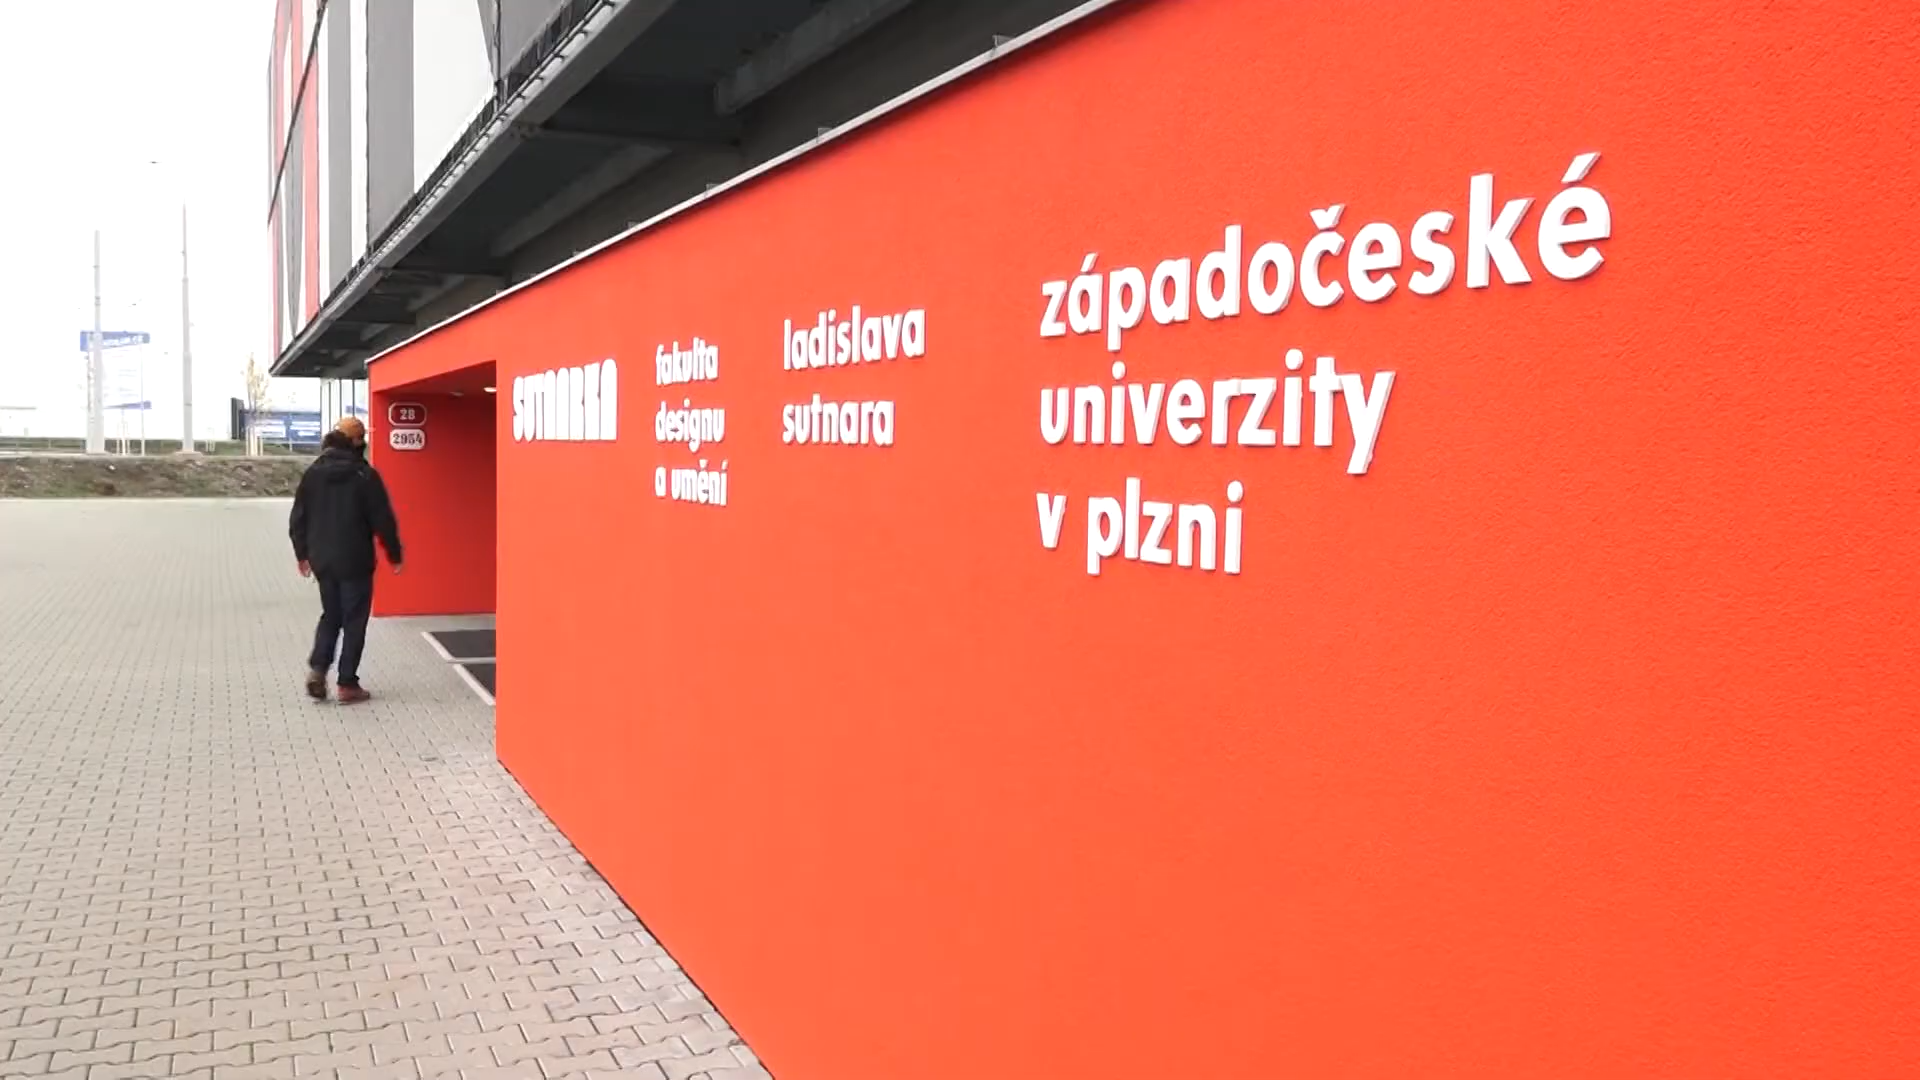 28
2954
SUTNARKA
fakulta
designu
a umění
ladislava
sutnara
západočeské
univerzity
v plzni